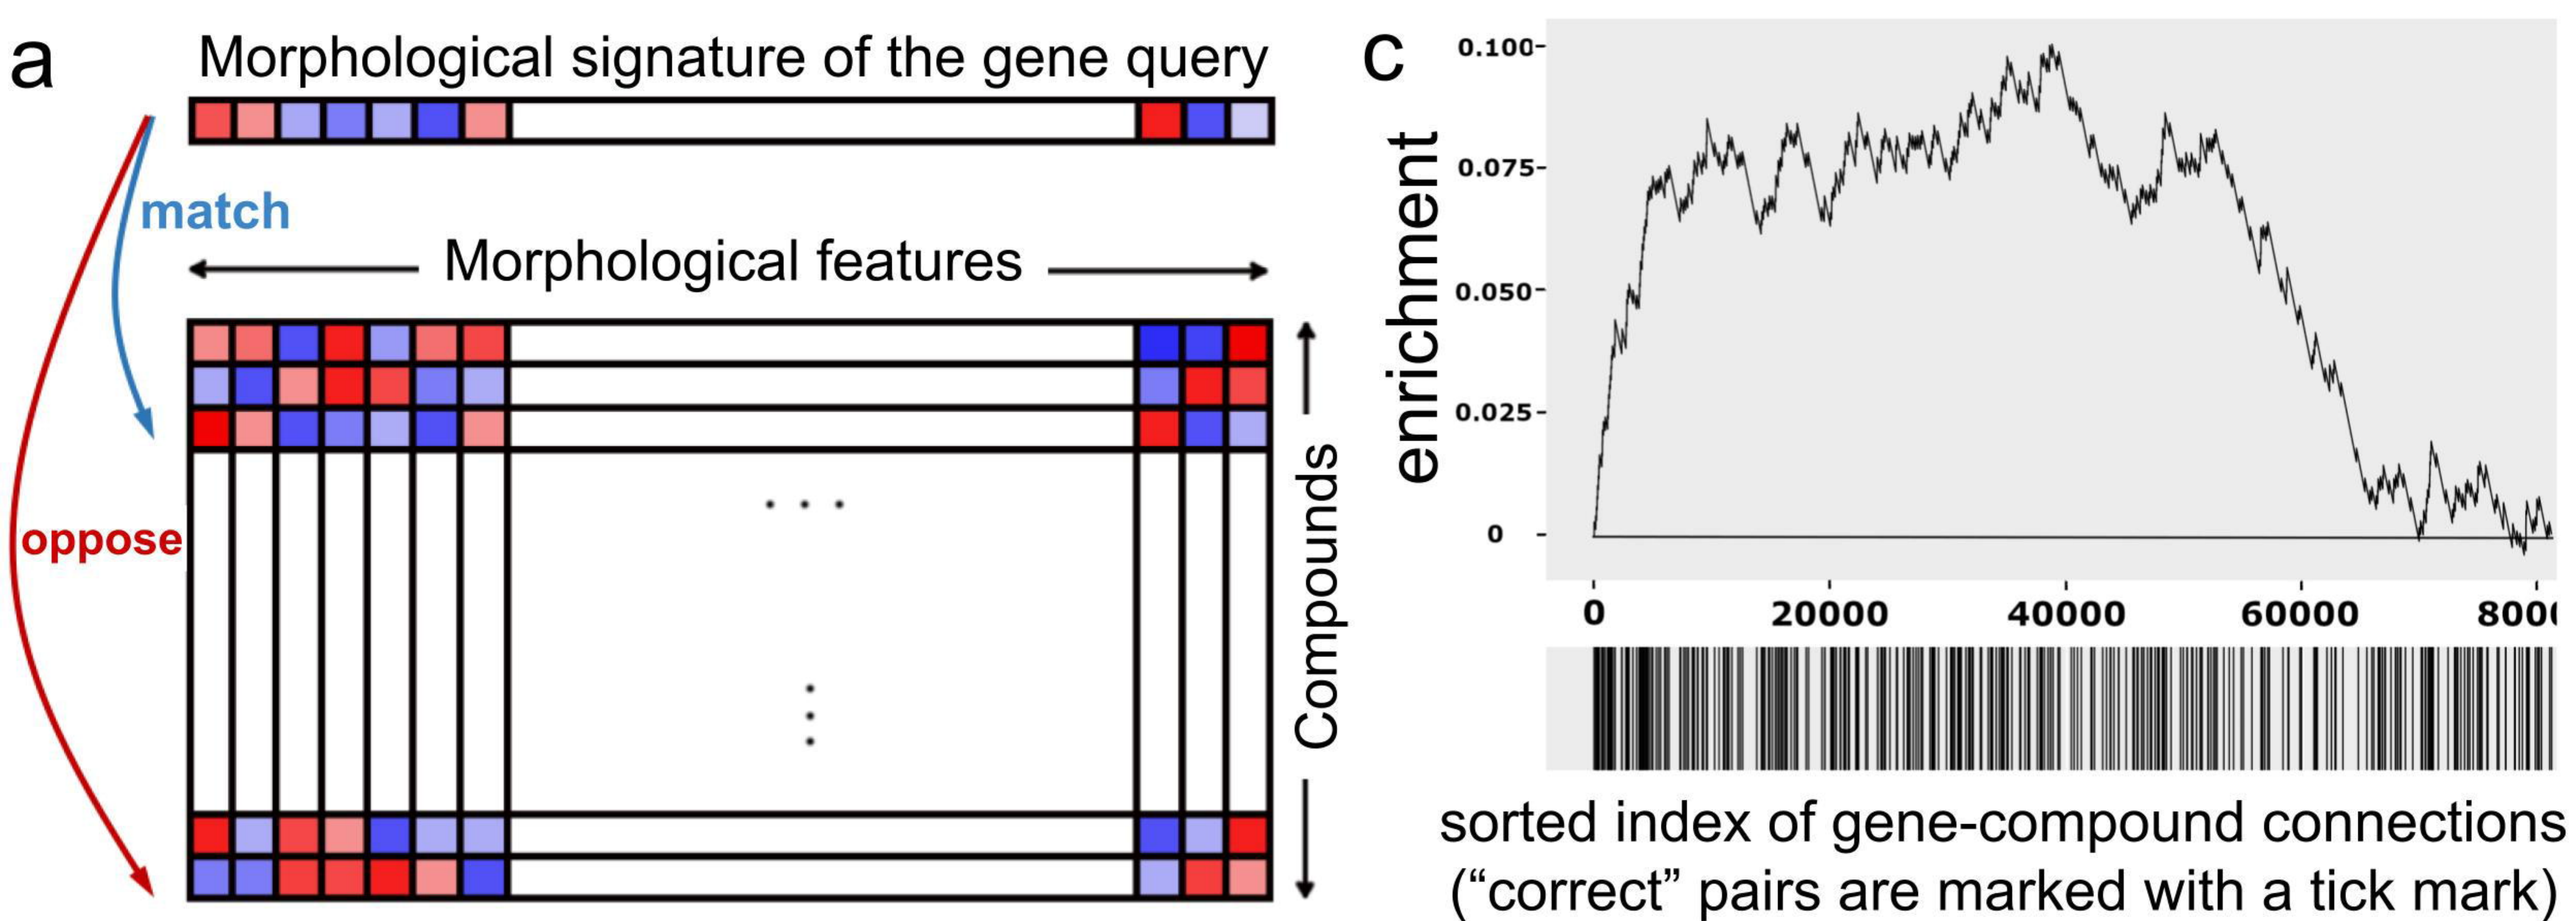 a
Morphological signature of the gene query
match
Morphological features
oppose
Compounds
c
enrichment
0.100
0.075
0.050
0.025
0
0 20000 40000 60000
sorted index of gene-compound connections
(“correct” pairs are marked with a tick mark)